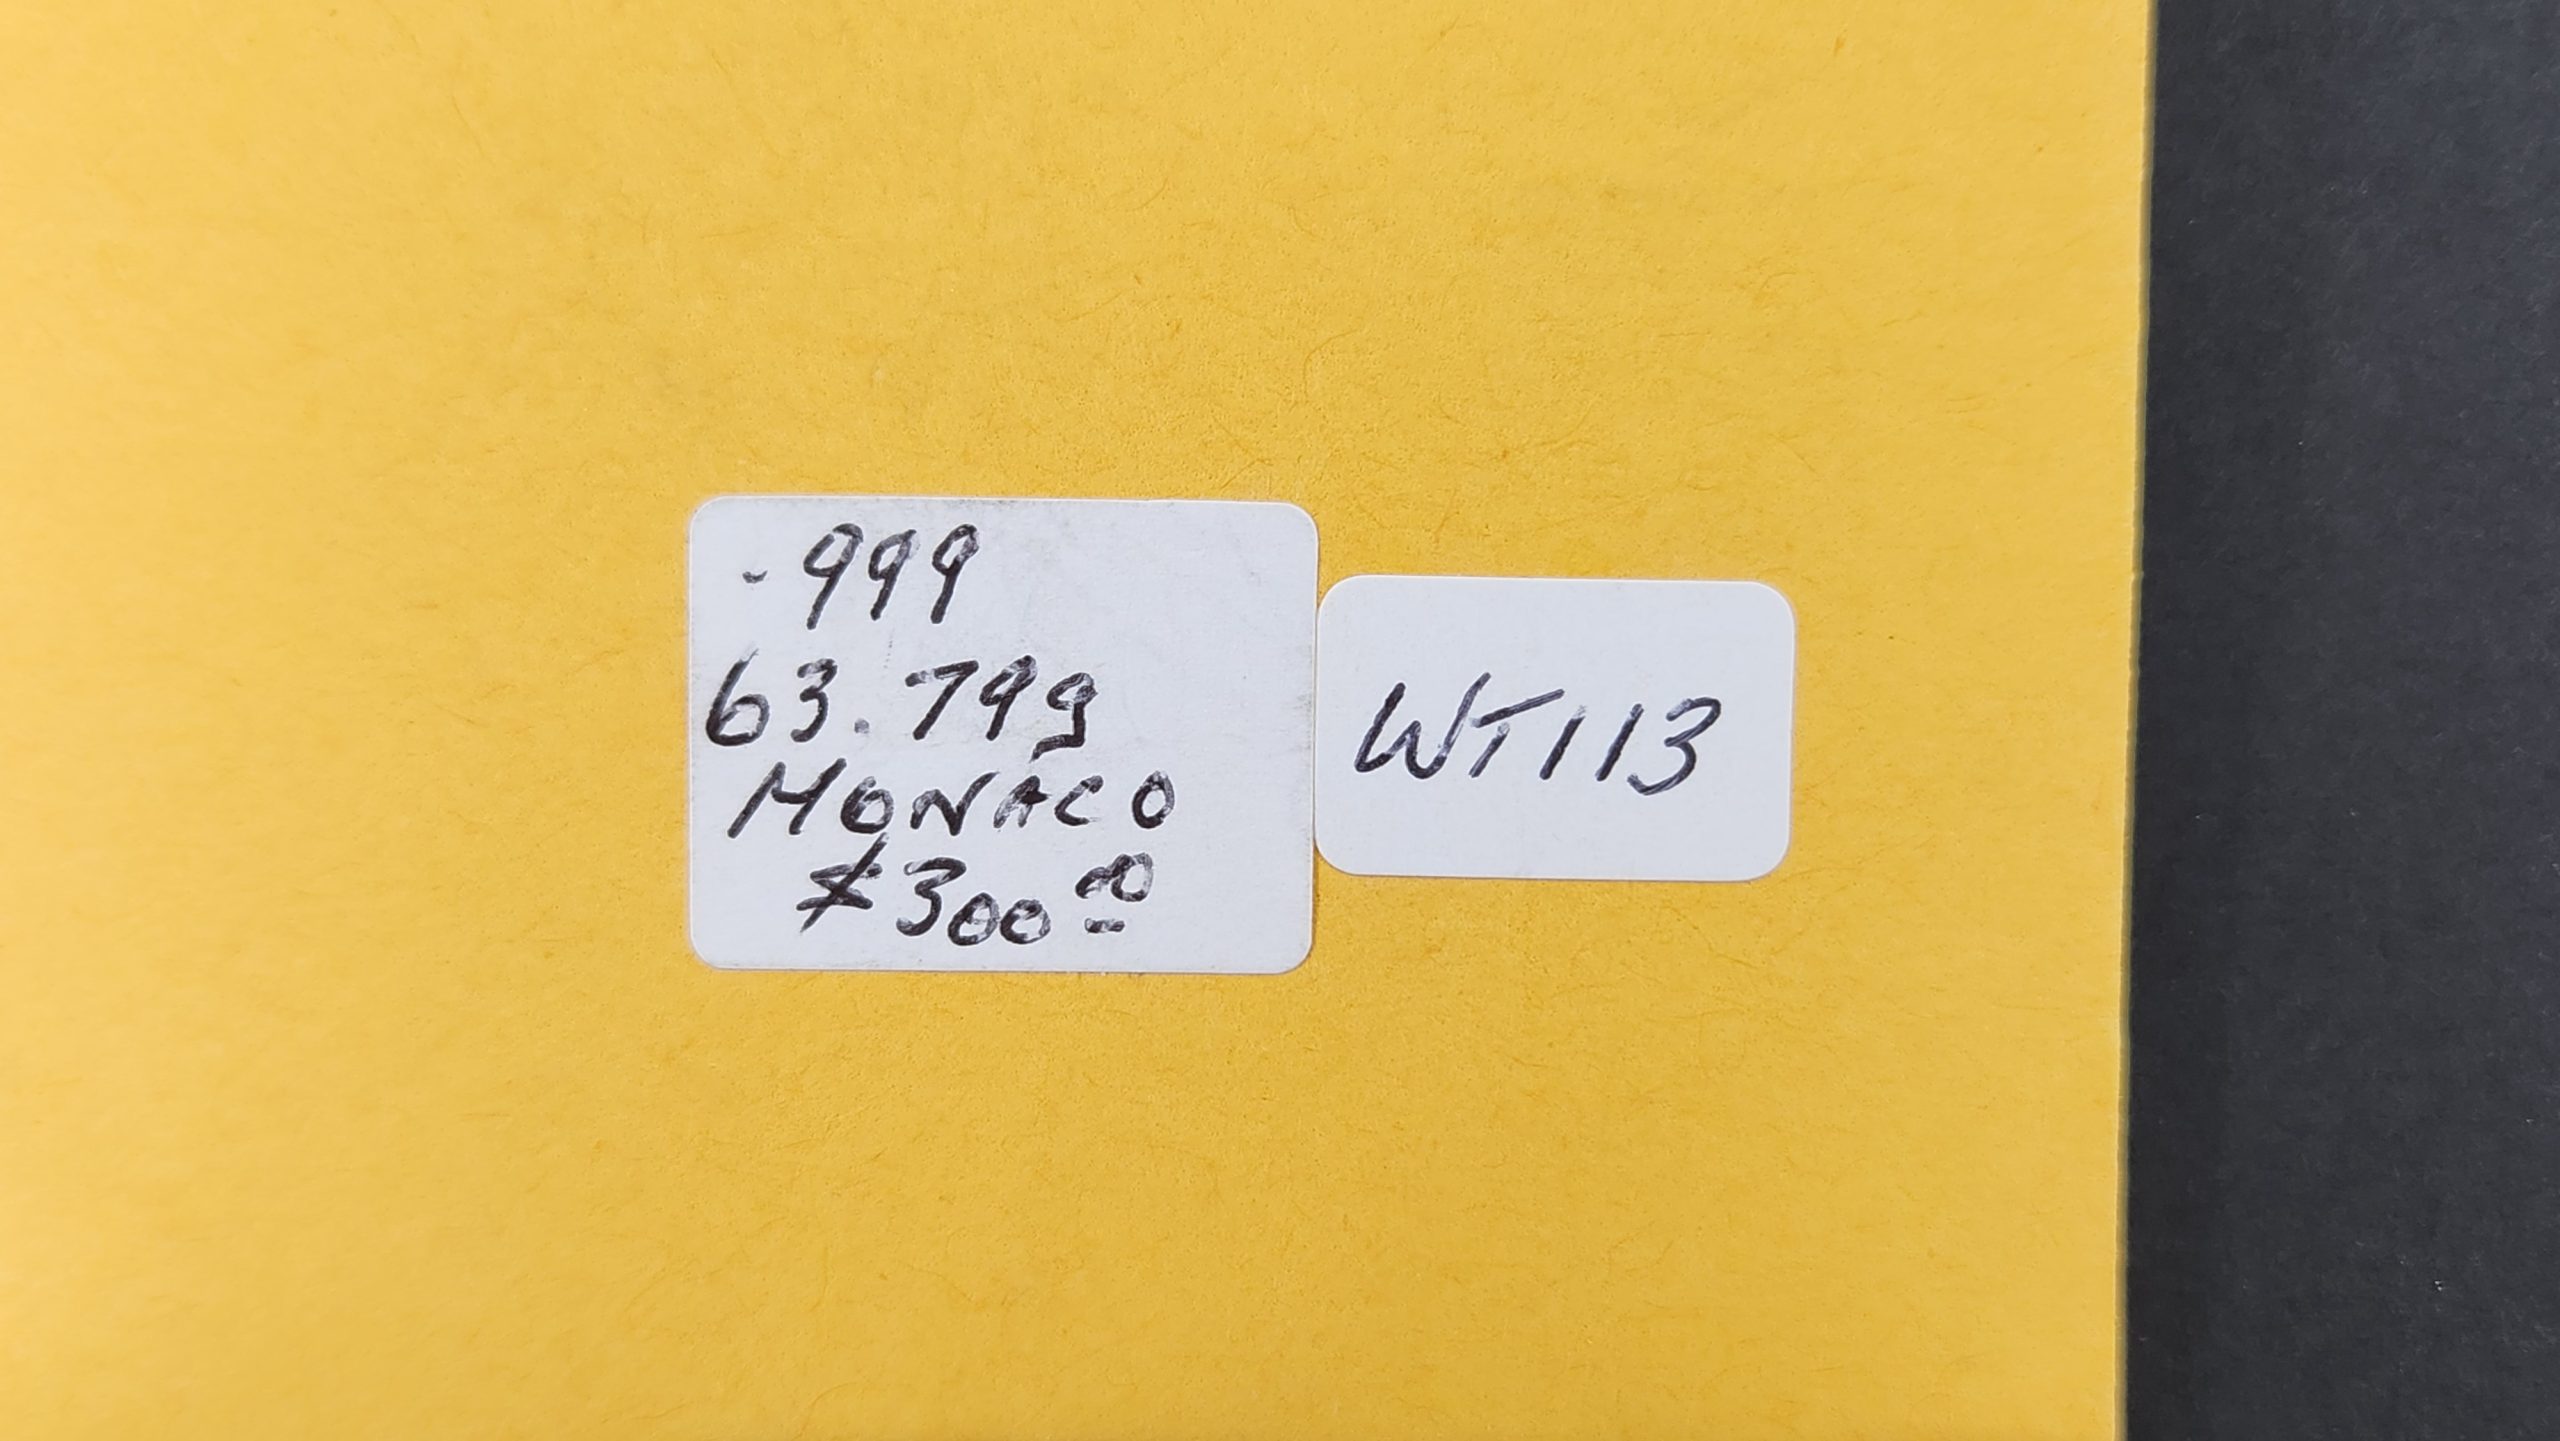 .999
63.79g
MONACO
$300.00
WT113